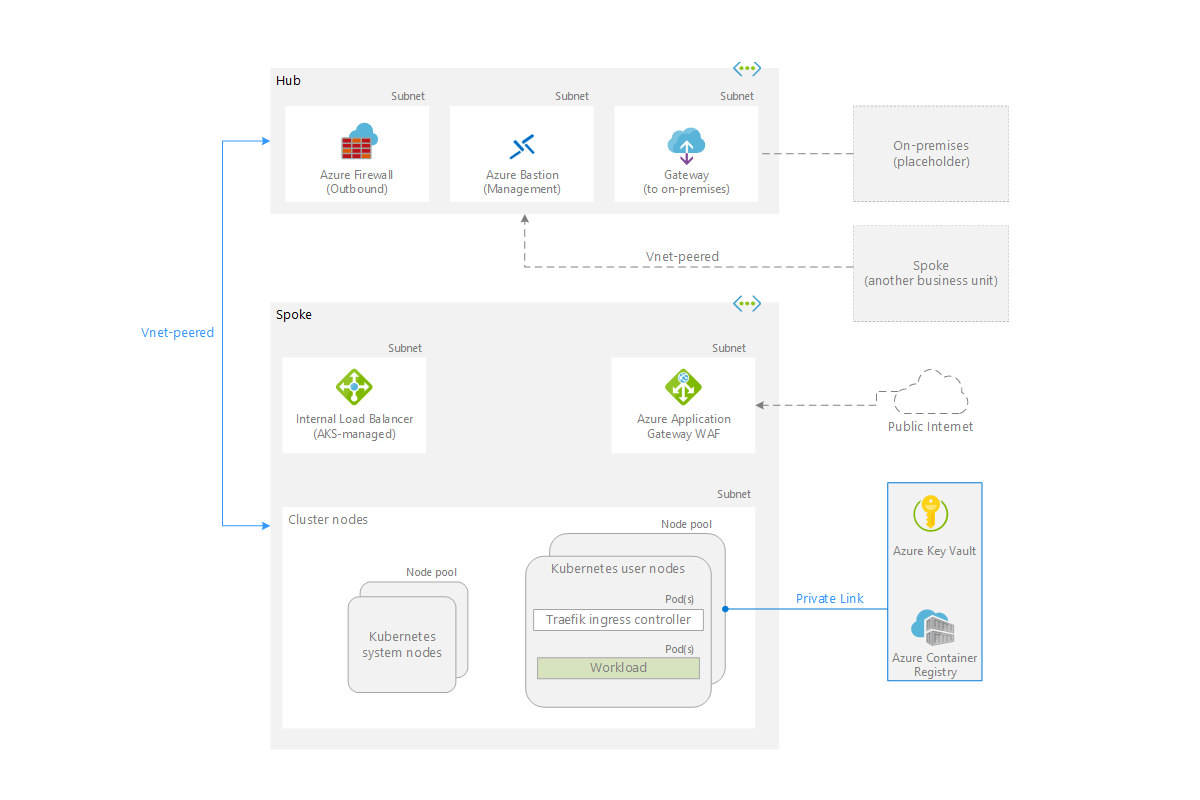 Hub
Subnet
Subnet
Subnet
Azure Firewall
(Outbound)
Azure Bastion
(Management)
Gateway
(to on-premises)
On-premises
(placeholder)
Vnet-peered
Spoke
(another business unit)
Spoke
Vnet-peered
Subnet
Subnet
Internal Load Balancer
(AKS-managed)
Azure Application
Gateway WAF
Public Internet
Subnet
Cluster nodes
Node pool
Kubernetes
system nodes
Node pool
Kubernetes user nodes
Pod(s)
Traefik ingress controller
Pod(s)
Workload
Private Link
Azure Key Vault
Azure Container
Registry